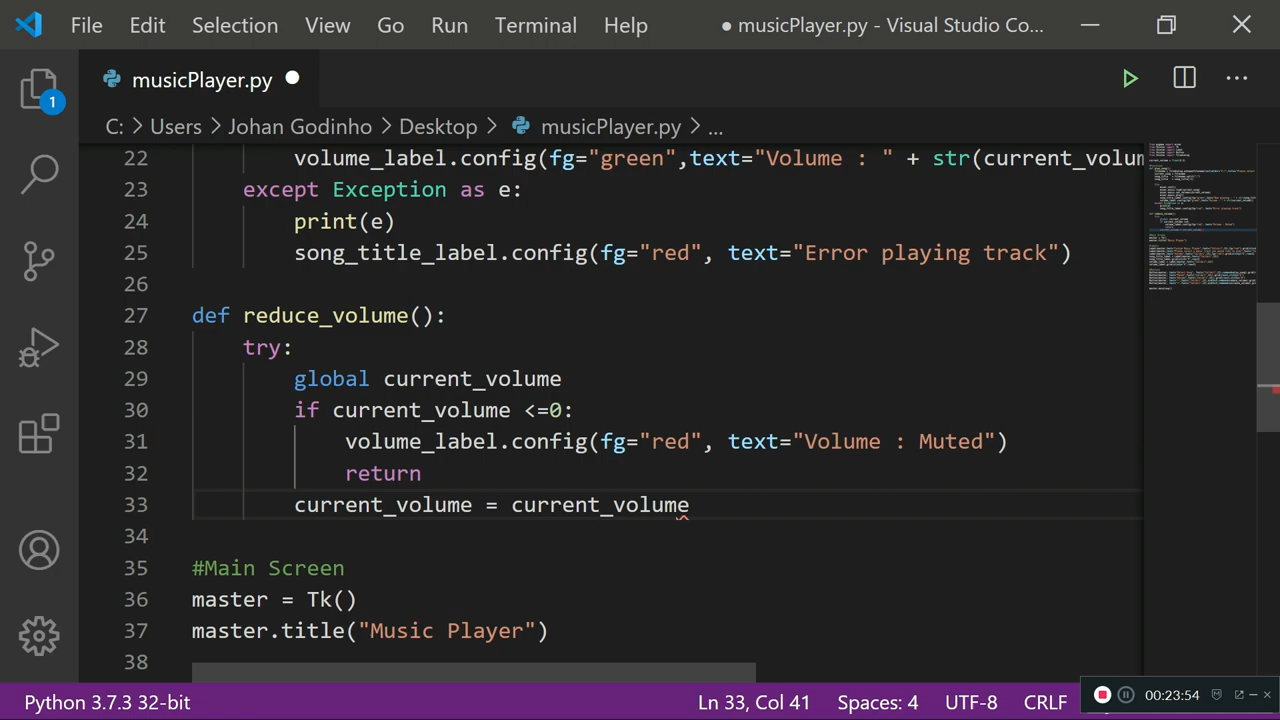 File Edit Selection View Go Run Terminal Help ● musicPlayer.py - Visual Studio Co...
musicPlayer.py
1
C: > Users > Johan Godinho > Desktop > musicPlayer.py > ...
22 volume_label.config(fg="green",text="Volume : " + str(current_volum
23 except Exception as e:
24 print(e)
25 song_title_label.config(fg="red", text="Error playing track")
26
27 def reduce_volume():
28 try:
29 global current_volume
30 if current_volume <=0:
31 volume_label.config(fg="red", text="Volume : Muted")
32 return
33 current_volume = current_volume
34
35 #Main Screen
36 master = Tk()
37 master.title("Music Player")
38
Python 3.7.3 32-bit Ln 33, Col 41 Spaces: 4 UTF-8 CRLF
00:23:54